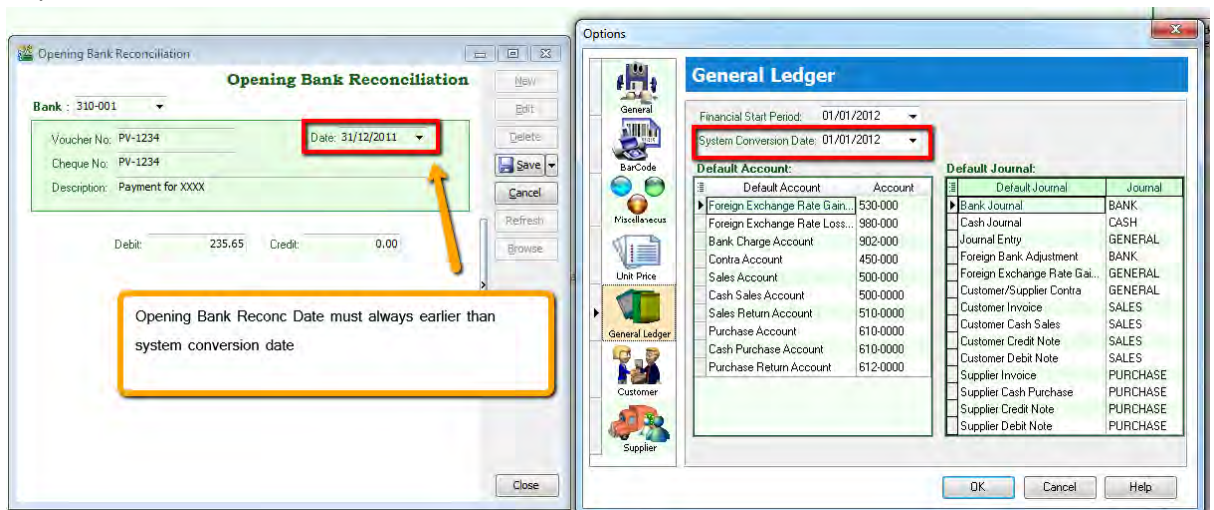 Opening Bank Reconciliation
Opening Bank Reconciliation
Bank : 310-001
Voucher No: PV-1234
Date: 31/12/2011
Cheque No: PV-1234
Description: Payment for XXXX
Debit: 235.65 Credit: 0.00
New
Edit
Delete
Save
Cancel
Refresh
Browse
Opening Bank Reconc Date must always earlier than
system conversion date
Close
Options
General
BarCode
Miscellanecus
Unit Price
General Ledger
Customer
Supplier
General Ledger
Financial Start Period: 01/01/2012
System Conversion Date: 01/01/2012
Default Account:
Default Account Account
Foreign Exchange Rate Gain... 530-000
Foreign Exchange Rate Loss... 980-000
Bank Charge Account 902-000
Contra Account 450-000
Sales Account 500-000
Cash Sales Account 500-0000
Sales Return Account 510-0000
Purchase Account 610-0000
Cash Purchase Account 610-0000
Purchase Return Account 612-0000
Default Journal:
Default Journal Journal
Bank Journal BANK
Cash Journal CASH
Journal Entry GENERAL
Foreign Bank Adjustment BANK
Foreign Exchange Rate Gai... GENERAL
Customer/Supplier Contra GENERAL
Customer Invoice SALES
Customer Cash Sales SALES
Customer Credit Note SALES
Customer Debit Note SALES
Supplier Invoice PURCHASE
Supplier Cash Purchase PURCHASE
Supplier Credit Note PURCHASE
Supplier Debit Note PURCHASE
OK
Cancel
Help